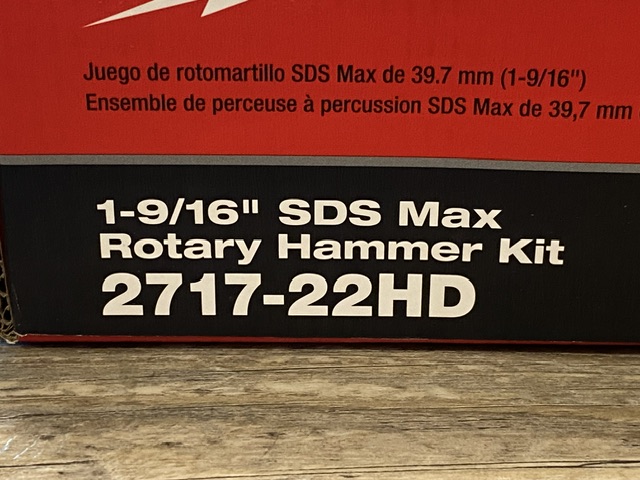 Juego de rotomartillo SDS Max de 39.7 mm (1-9/16")
Ensemble de perceuse à percussion SDS Max de 39,7 mm
1-9/16" SDS Max
Rotary Hammer Kit
2717-22HD